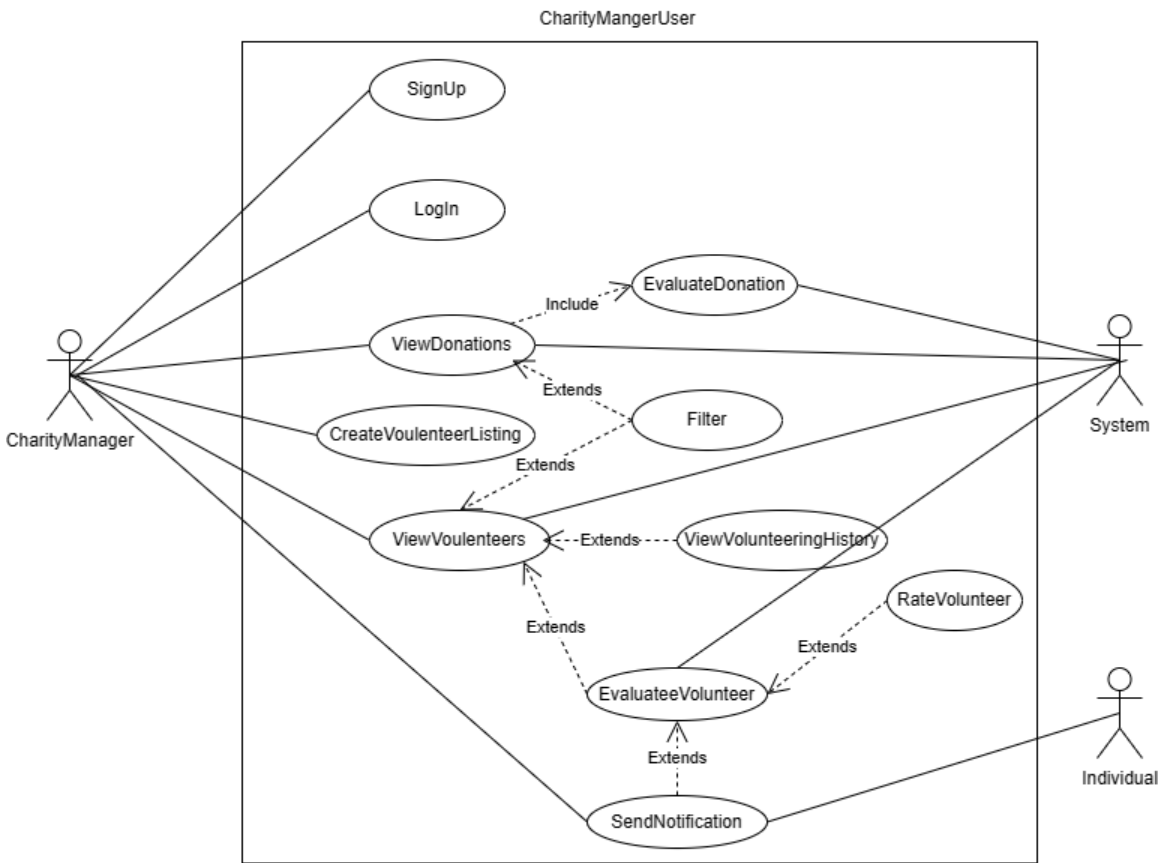 CharityMangerUser
SignUp
LogIn
EvaluateDonation
Include
ViewDonations
Extends
Filter
System
CharityManager
CreateVoulenteerListing
Extends
ViewVoulenteers
Extends
ViewVolunteeringHistory
RateVolunteer
Extends
Extends
EvaluateeVolunteer
Extends
Individual
SendNotification